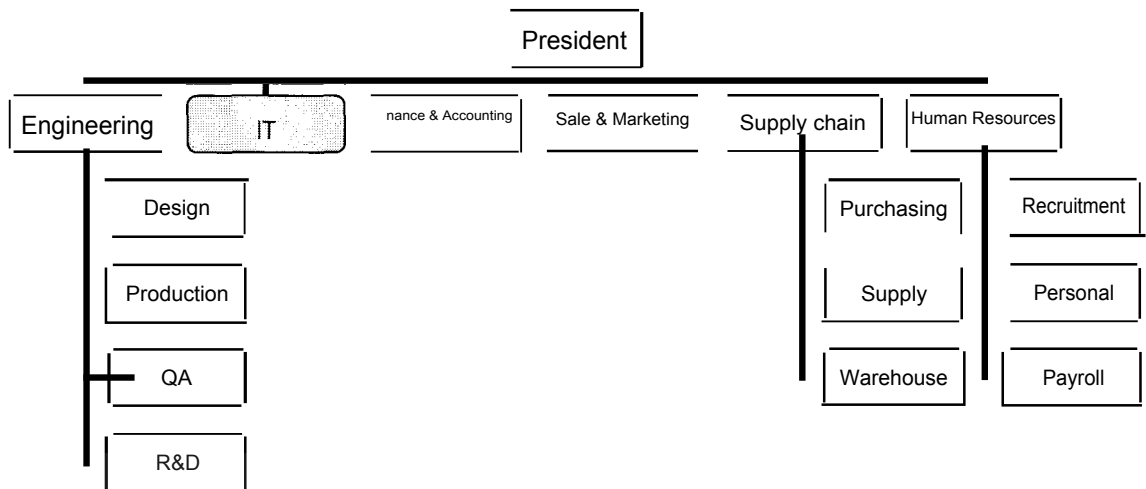 President
Engineering
IT
nance & Accounting
Sale & Marketing
Supply chain
Human Resources
Design
Purchasing
Recruitment
Production
Supply
Personal
QA
Warehouse
Payroll
R&D